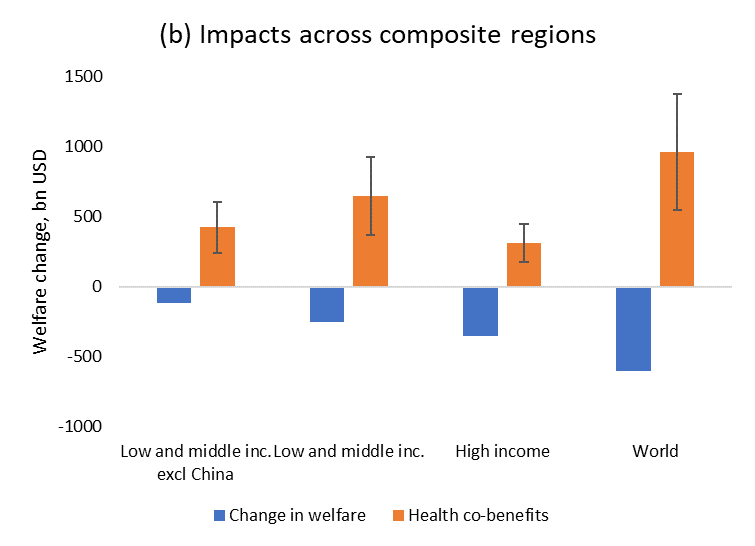 (b) Impacts across composite regions
Welfare change, bn USD
1500
1000
500
0
-500
-1000
Low and middle inc. excl China
Low and middle inc.
High income
World
Change in welfare
Health co-benefits